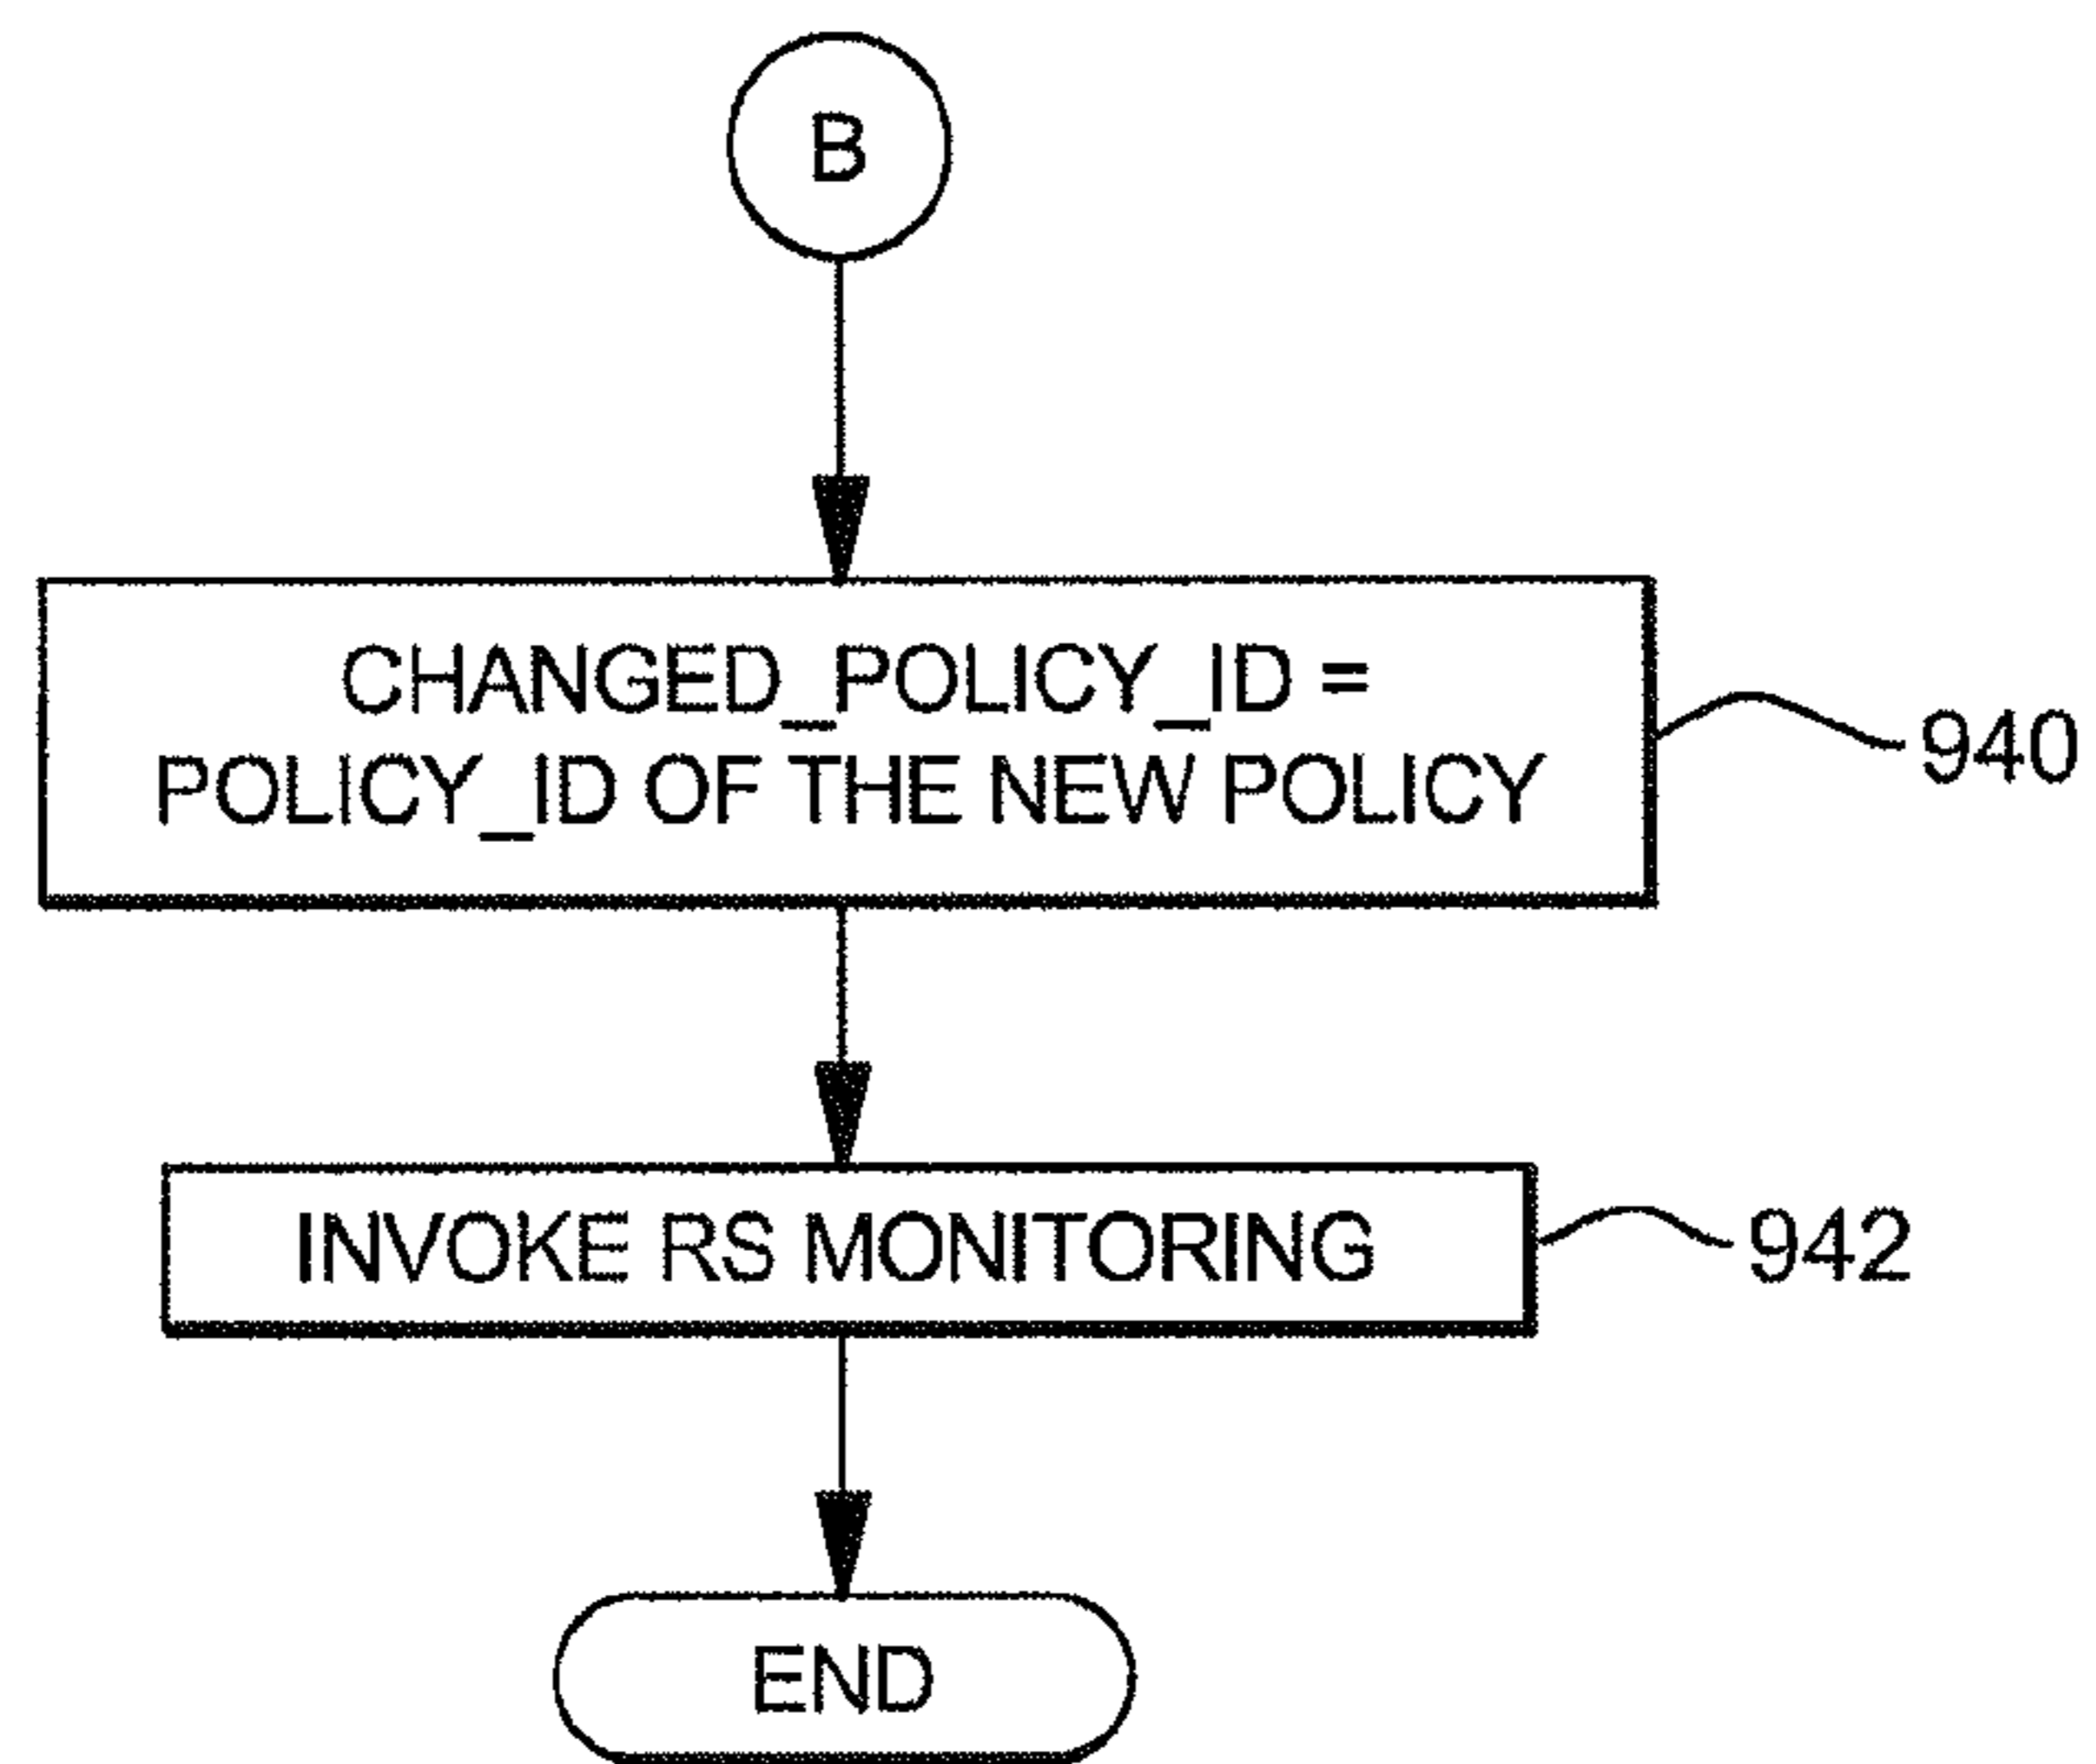 B
CHANGED_POLICY_ID =
POLICY_ID OF THE NEW POLICY
940
INVOKE RS MONITORING
942
END